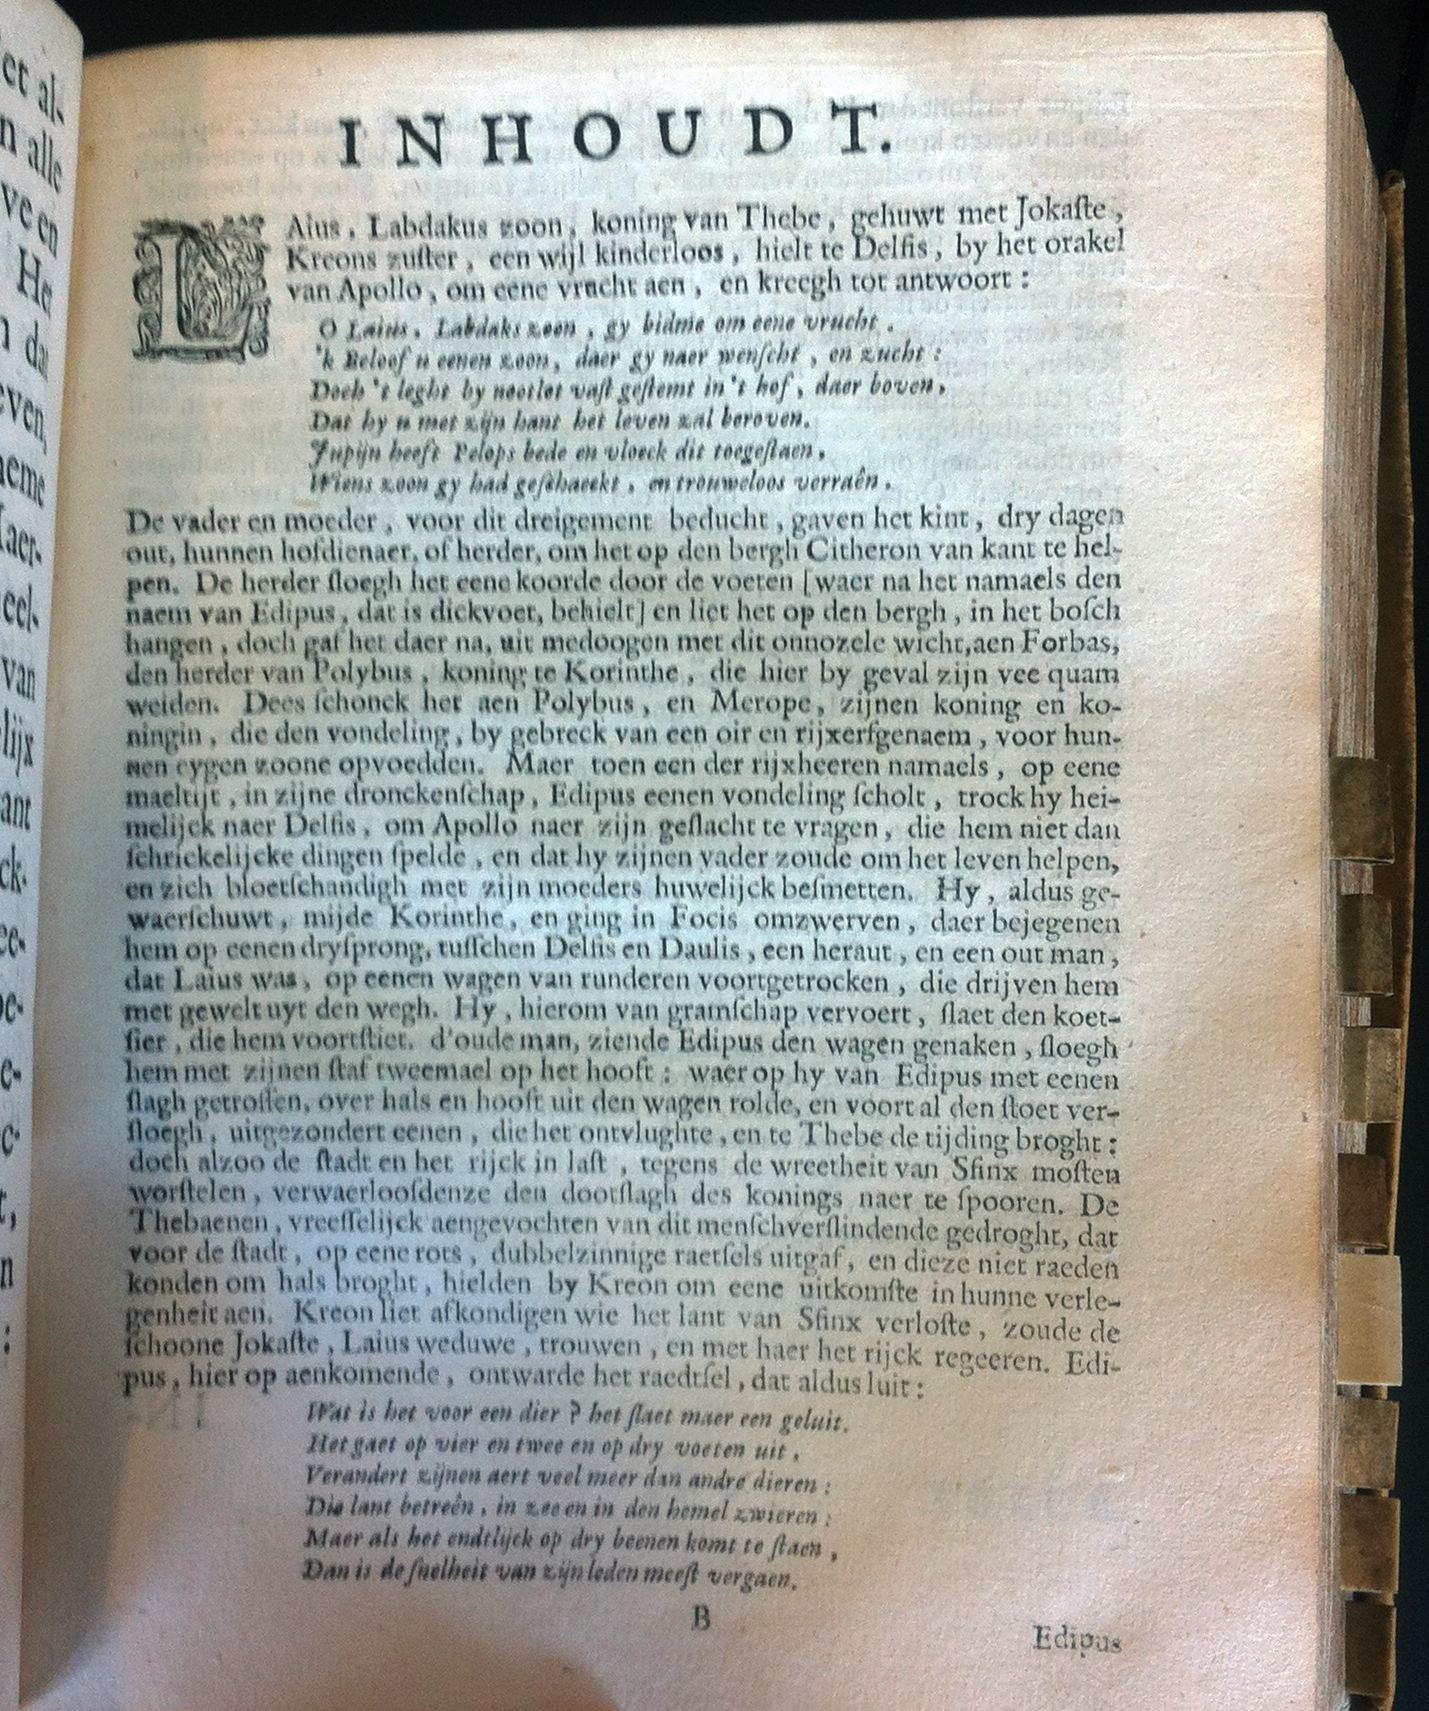 et al-
n alle
ve en
He
n dat
even,
neme
Maer-
eel-
van
lijx
ant
ck-
INHOUDT.
LAius, Labdakus zoon, koning van Thebe, gehuwt met Jokaſte,
Kreons zuſter, een wijl kinderloos, hielt te Delfis, by het orakel
van Apollo, om eene vrucht aen, en kreegh tot antwoort:
O Laius, Labdaks zoon, gy bidme om eene vrucht.
'k Beloof u eenen zoon, daer gy naer wenſcht, en zucht:
Doch 't leght by nootlot vaſt geſtemt in 't hof, daer boven,
Dat hy u met zijn hant het leven zal beroven.
Jupijn heeft Pelops bede en vloeck dit toegeſtaen,
Wiens zoon gy had geſchaeckt, en trouweloos verraên.
De vader en moeder, voor dit dreigement beducht, gaven het kint, dry dagen
out, hunnen hofdienaer, of herder, om het op den bergh Citheron van kant te hel-
pen. De herder ſloegh het eene koorde door de voeten [waer na het namaels den
naem van Edipus, dat is dickvoet, behielt] en liet het op den bergh, in het boſch
hangen, doch gaf het daer na, uit medoogen met dit onnozele wicht, aen Forbas,
den herder van Polybus, koning te Korinthe, die hier by geval zijn vee quam
weiden. Dees ſchonck het aen Polybus, en Merope, zijnen koning en ko-
ningin, die den vondeling, by gebreck van een oir en rijxerfgenaem, voor hun-
nen eygen zoone opvoedden. Maer toen een der rijxheeren namaels, op eene
maeltijt, in zijne dronckenſchap, Edipus eenen vondeling ſcholt, trock hy hei-
melijck naer Delfis, om Apollo naer zijn geſlacht te vragen, die hem niet dan
ſchrickelijcke dingen ſpelde, en dat hy zijnen vader zoude om het leven helpen,
en zich bloetſchandigh met zijn moeders huwelijck beſmetten. Hy, aldus ge-
waerſchuwt, mijde Korinthe, en ging in Focis omzwerven, daer bejegenen
hem op eenen dryſprong, tuſſchen Delfis en Daulis, een heraut, en een out man,
dat Laius was, op eenen wagen van runderen voortgetrocken, die drijven hem
met gewelt uyt den wegh. Hy, hierom van gramſchap vervoert, ſlaet den koet-
ſier, die hem voortſtiet. d'oude man, ziende Edipus den wagen genaken, ſloegh
hem met zijnen ſtaf tweemael op het hooft: waer op hy van Edipus met eenen
ſlagh getroffen, over hals en hooft uit den wagen rolde, en voort al den ſtoet ver-
ſloegh, uitgezondert eenen, die het ontvlughte, en te Thebe de tijding broght:
doch alzoo de ſtadt en het rijck in laſt, tegens de wreetheit van Sfinx moſten
worſtelen, verwaerloofdenze den dootſlagh des konings naer te ſpooren. De
Thebaenen, vreeſſelijck aengevochten van dit menſchverſlindende gedroght, dat
voor de ſtadt, op eene rots, dubbelzinnige raetſels uitgaf, en dieze niet raeden
konden om hals broght, hielden by Kreon om eene uitkomſte in hunne verle-
genheit aen. Kreon liet afkondigen wie het lant van Sfinx verloſte, zoude de
ſchoone Jokaſte, Laius weduwe, trouwen, en met haer het rijck regeeren. Edi-
pus, hier op aenkomende, ontwarde het raedtſel, dat aldus luit:
Wat is het voor een dier? het ſlaet maer een geluit.
Het gaet op vier en twee en op dry voeten uit,
Verandert zijnen aert veel meer dan andre dieren:
Die lant betreên, in zee en in den hemel zwieren:
Maer als het endtlijck op dry beenen komt te ſtaen,
Dan is de ſnelheit van zijn leden meeſt vergaen.
B
Edipus